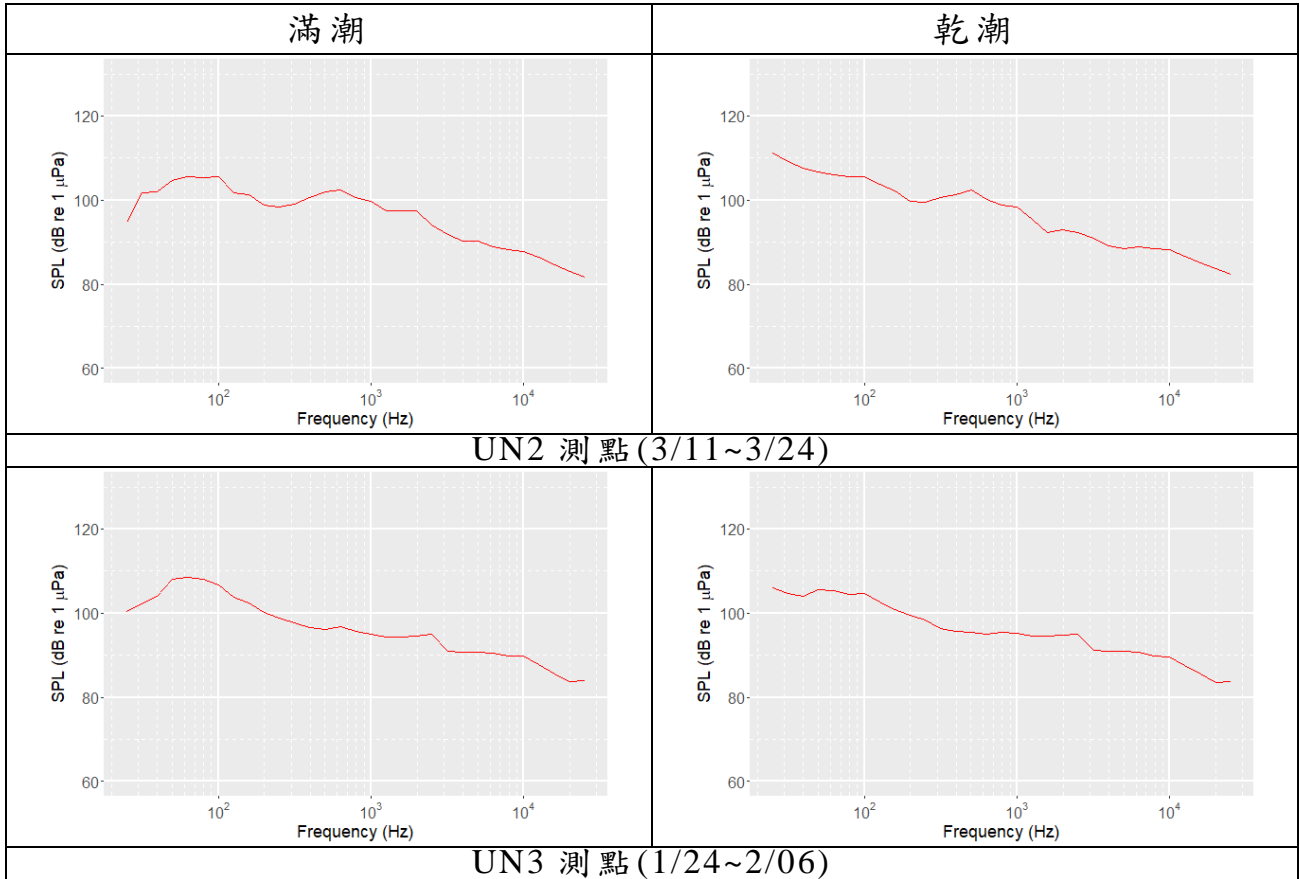 滿潮
乾潮
120
100
80
60
SPL (dB re 1 μPa)
10²
10³
10⁴
Frequency (Hz)
120
100
80
60
SPL (dB re 1 μPa)
10²
10³
10⁴
Frequency (Hz)
UN2 測點(3/11~3/24)
120
100
80
60
SPL (dB re 1 μPa)
10²
10³
10⁴
Frequency (Hz)
120
100
80
60
SPL (dB re 1 μPa)
10²
10³
10⁴
Frequency (Hz)
UN3 測點(1/24~2/06)